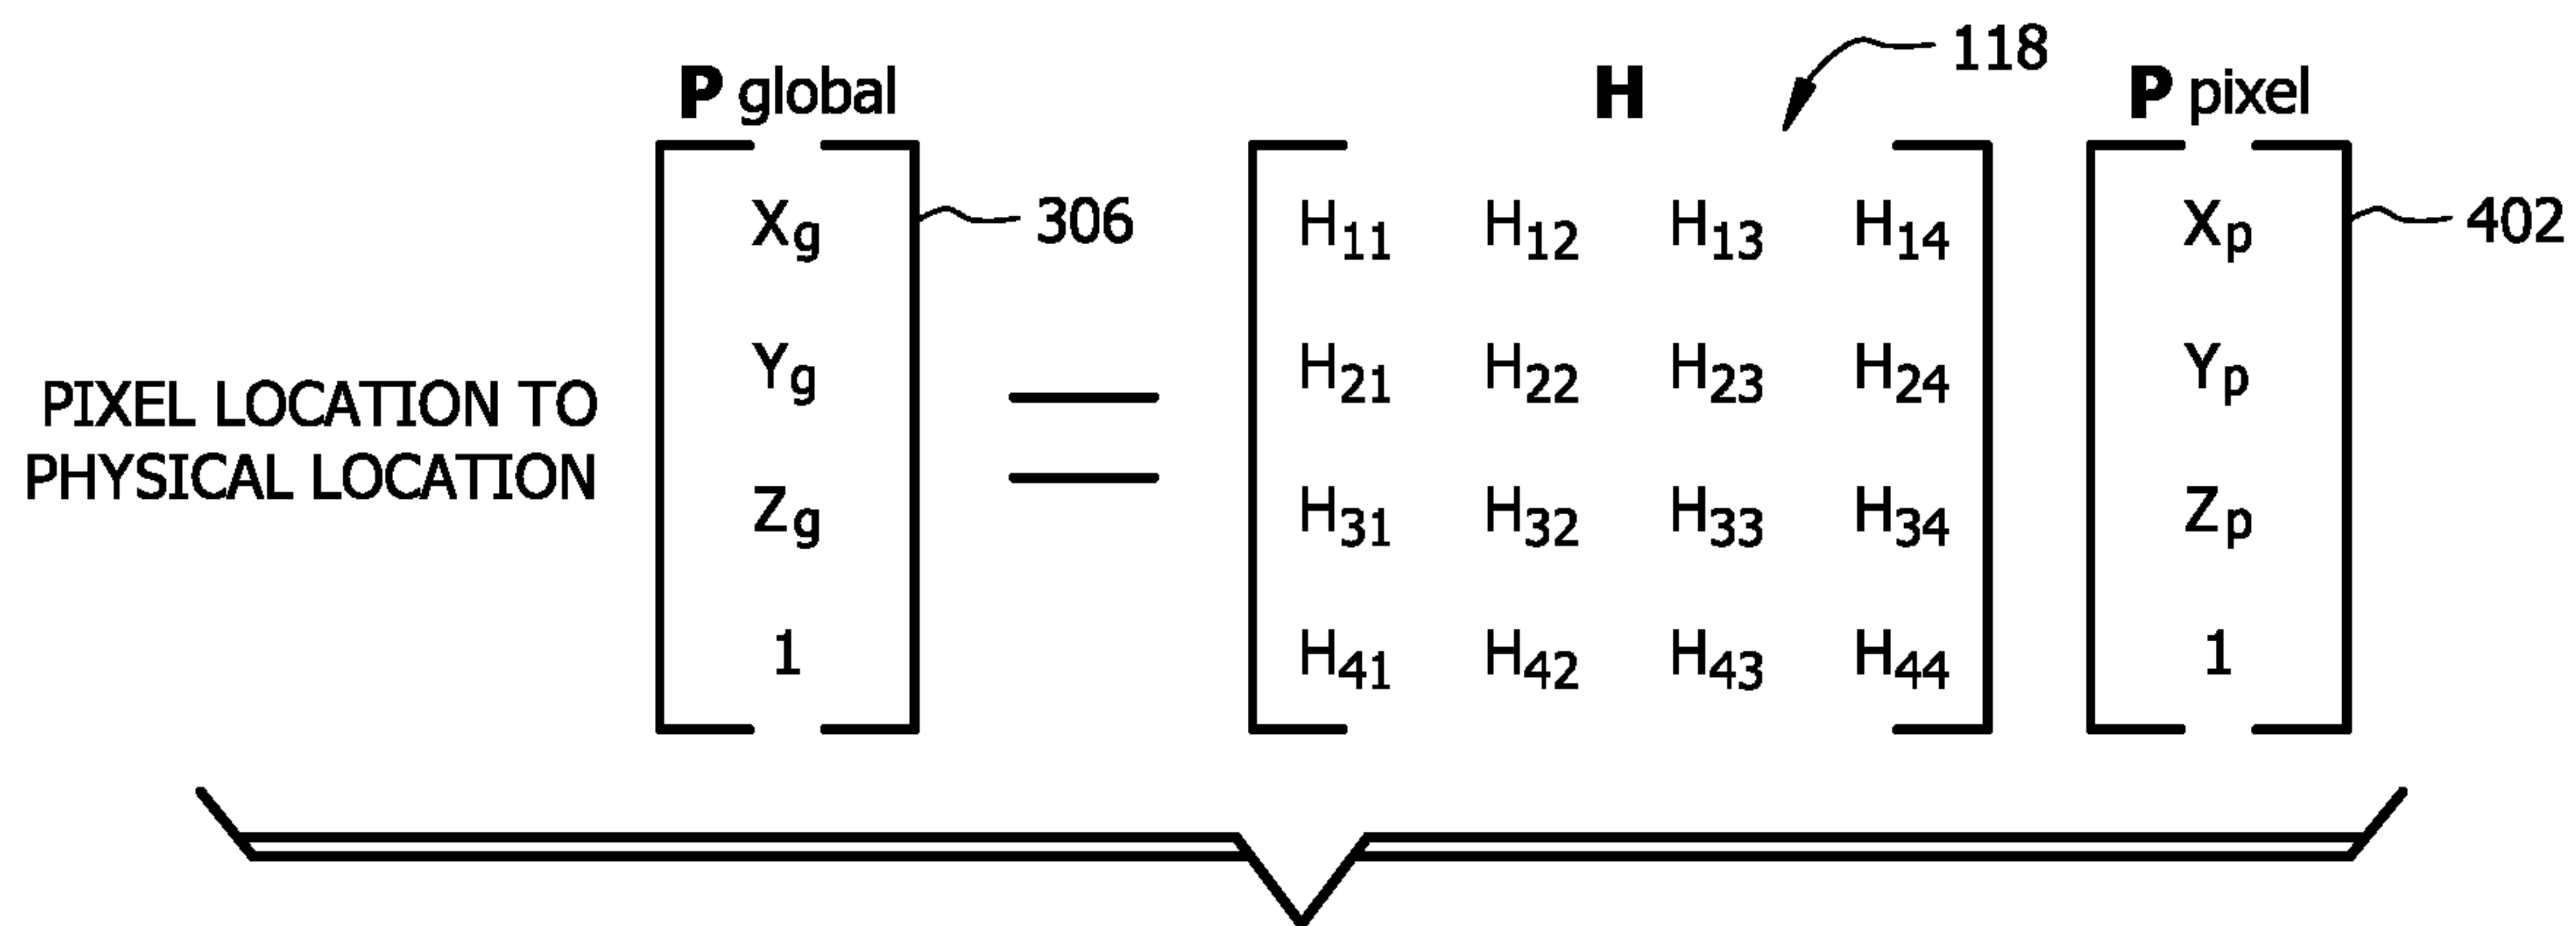 P global H 118 P pixel
Xg 306 H11 H12 H13 H14 Xp 402
Yg H21 H22 H23 H24 Yp
PIXEL LOCATION TO
PHYSICAL LOCATION =
Zg H31 H32 H33 H34 Zp
1 H41 H42 H43 H44 1